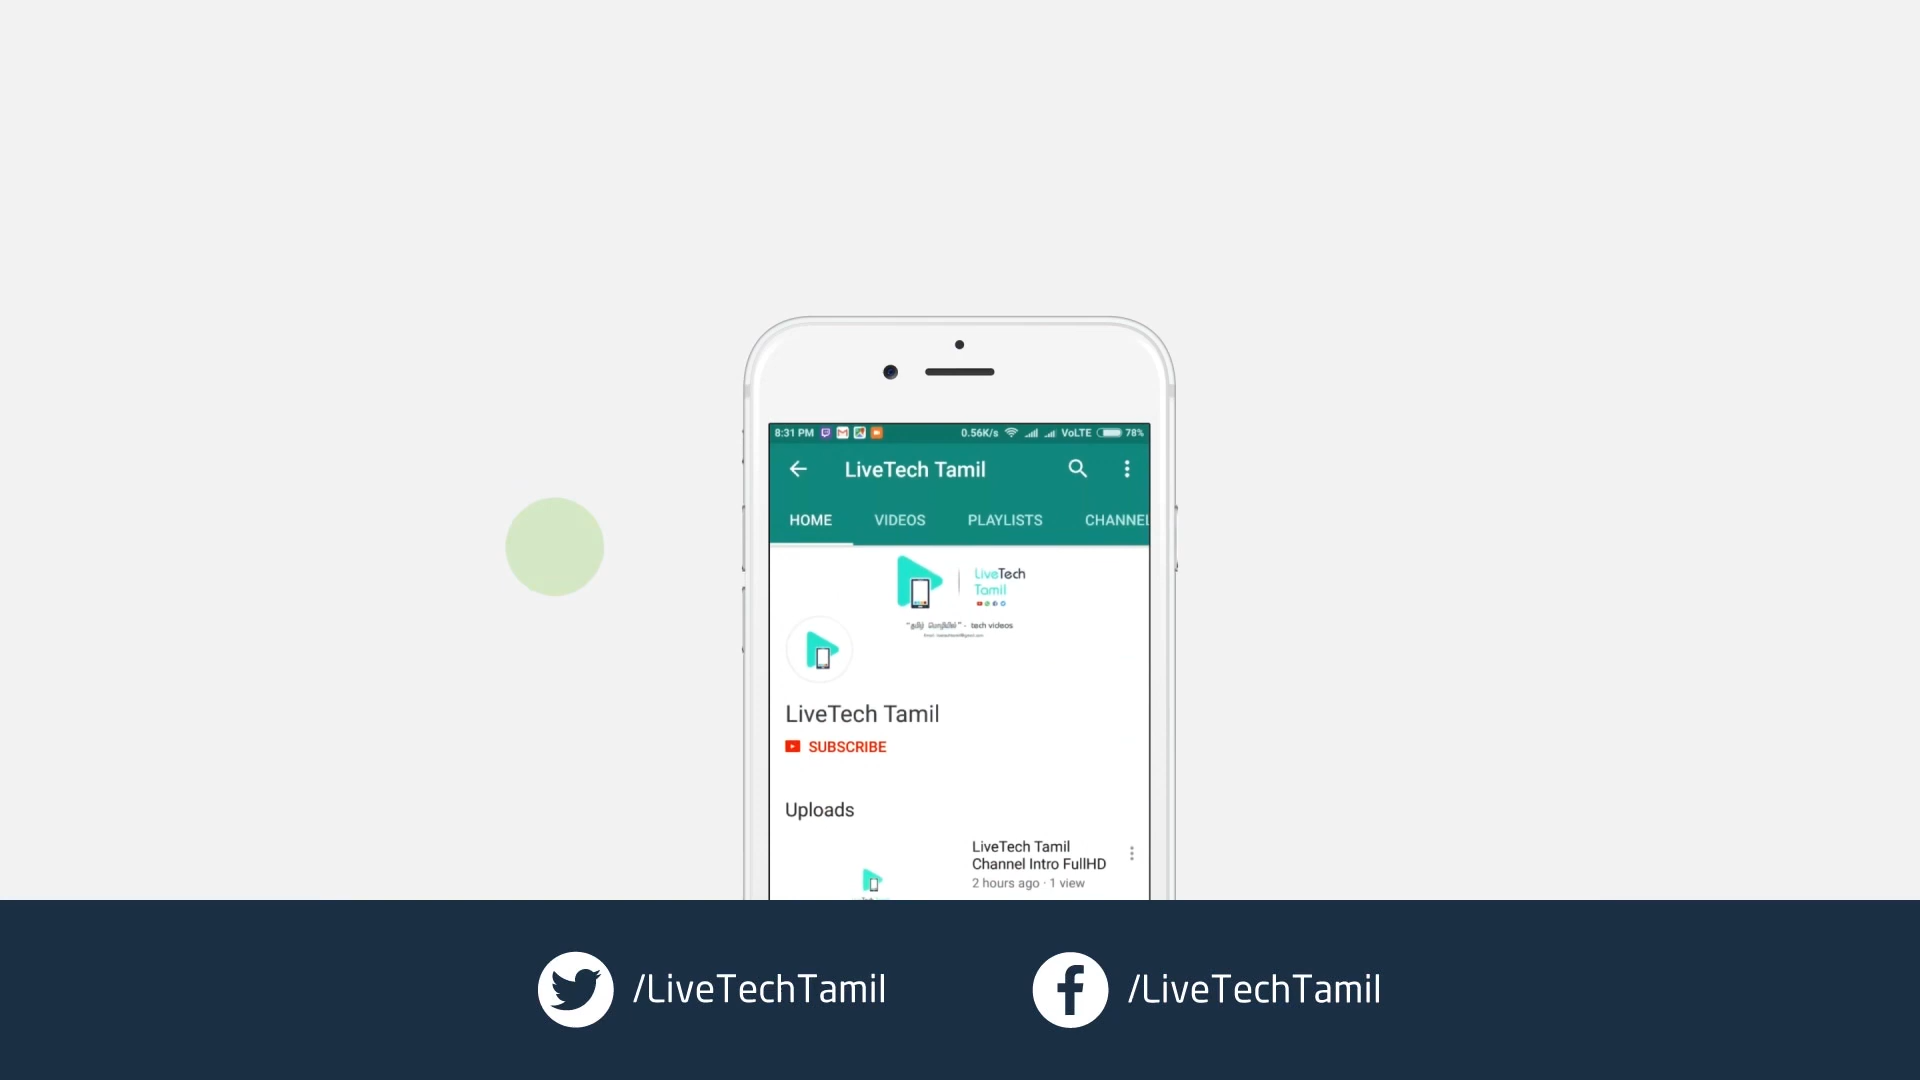 8:31 PM 0.56K/s VoLTE 78%
LiveTech Tamil
HOME VIDEOS PLAYLISTS CHANNEL
LiveTech
Tamil
"தமிழ் மொழியில்" - tech videos
LiveTech Tamil
SUBSCRIBE
Uploads
LiveTech Tamil
Channel Intro FullHD
2 hours ago · 1 view
/LiveTechTamil /LiveTechTamil